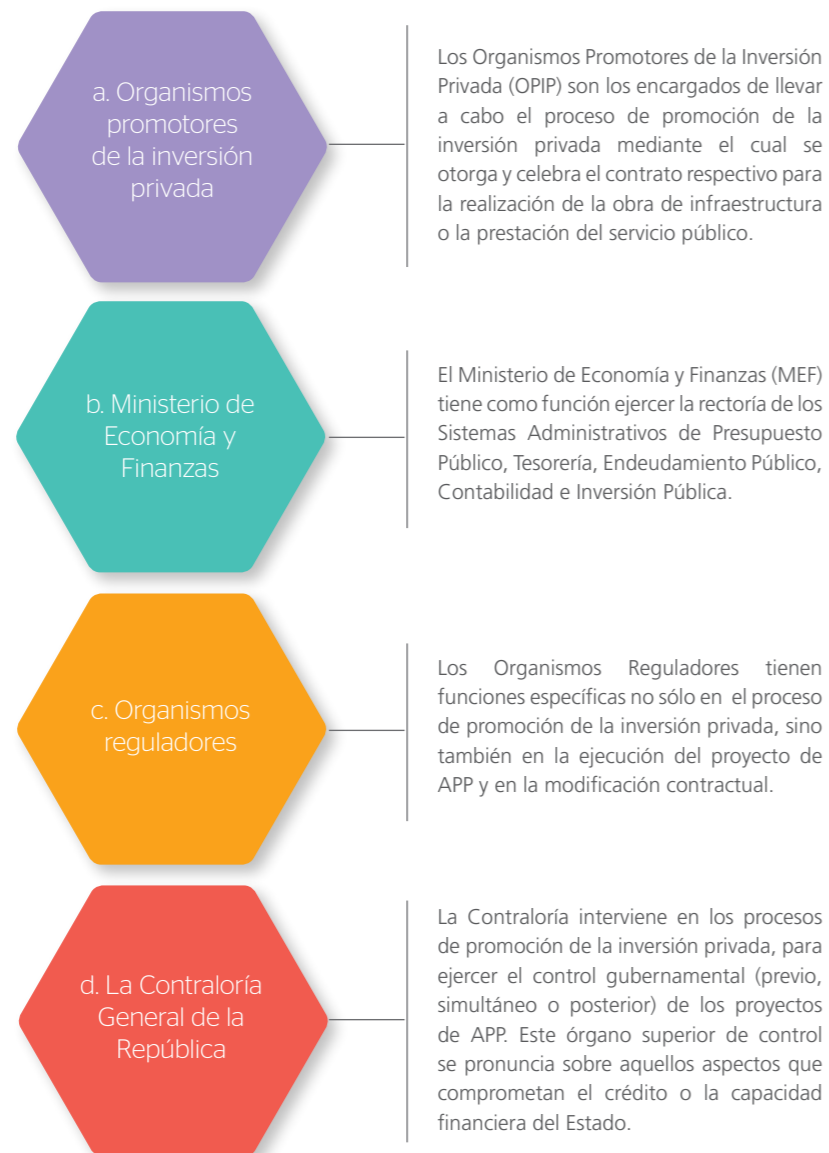 a. Organismos
promotores
de la inversión
privada
Los Organismos Promotores de la Inversión
Privada (OPIP) son los encargados de llevar
a cabo el proceso de promoción de la
inversión privada mediante el cual se
otorga y celebra el contrato respectivo para
la realización de la obra de infraestructura
o la prestación del servicio público.
b. Ministerio de
Economía y
Finanzas
El Ministerio de Economía y Finanzas (MEF)
tiene como función ejercer la rectoría de los
Sistemas Administrativos de Presupuesto
Público, Tesorería, Endeudamiento Público,
Contabilidad e Inversión Pública.
c. Organismos
reguladores
Los Organismos Reguladores tienen
funciones específicas no sólo en el proceso
de promoción de la inversión privada, sino
también en la ejecución del proyecto de
APP y en la modificación contractual.
d. La Contraloría
General de la
República
La Contraloría interviene en los procesos
de promoción de la inversión privada, para
ejercer el control gubernamental (previo,
simultáneo o posterior) de los proyectos
de APP. Este órgano superior de control
se pronuncia sobre aquellos aspectos que
comprometan el crédito o la capacidad
financiera del Estado.